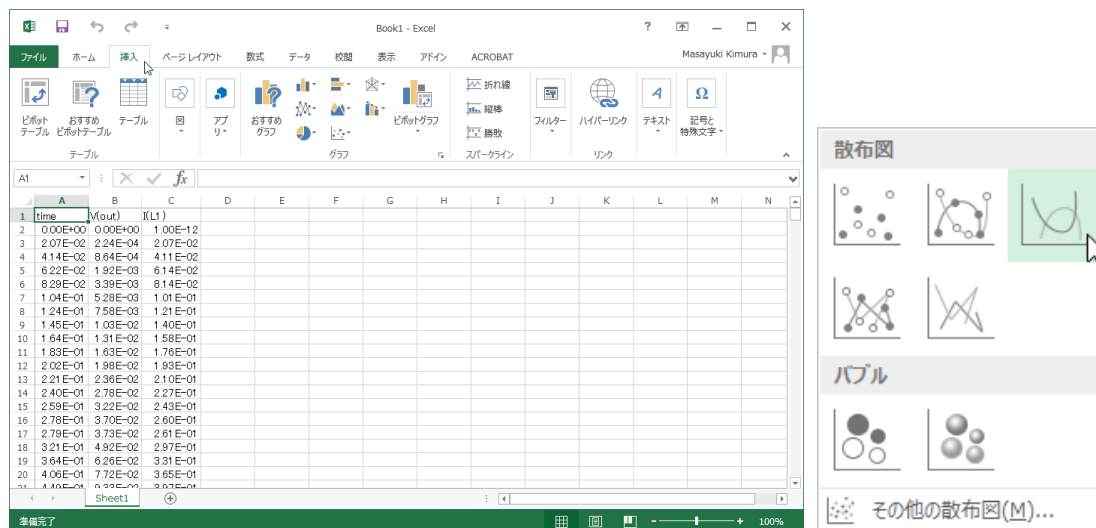 Book1 - Excel
?
ファイル ホーム 挿入 ページ レイアウト 数式 データ 校閲 表示 アドイン ACROBAT Masayuki Kimura
ピボット
テーブル
おすすめ
ピボットテーブル
テーブル
図
アプ
リ
おすすめ
グラフ
ピボットグラフ
折れ線
縦棒
勝敗
フィルター
ハイパーリンク
テキスト
記号と
特殊文字
テーブル グラフ スパークライン リンク
A1 fx
A B C D E F G H I J K L M N
1 time V(out) I(L1)
2 0.00E+00 0.00E+00 1.00E-12
3 2.07E-02 2.24E-04 2.07E-02
4 4.14E-02 8.64E-04 4.11E-02
5 6.22E-02 1.92E-03 6.14E-02
6 8.29E-02 3.39E-03 8.14E-02
7 1.04E-01 5.28E-03 1.01E-01
8 1.24E-01 7.58E-03 1.21E-01
9 1.45E-01 1.03E-02 1.40E-01
10 1.64E-01 1.31E-02 1.58E-01
11 1.83E-01 1.63E-02 1.76E-01
12 2.02E-01 1.98E-02 1.93E-01
13 2.21E-01 2.36E-02 2.10E-01
14 2.40E-01 2.78E-02 2.27E-01
15 2.59E-01 3.22E-02 2.43E-01
16 2.78E-01 3.70E-02 2.60E-01
17 2.79E-01 3.73E-02 2.61E-01
18 3.21E-01 4.92E-02 2.97E-01
19 3.64E-01 6.26E-02 3.31E-01
20 4.06E-01 7.72E-02 3.65E-01
Sheet1
準備完了 100%
散布図
バブル
その他の散布図(M)...